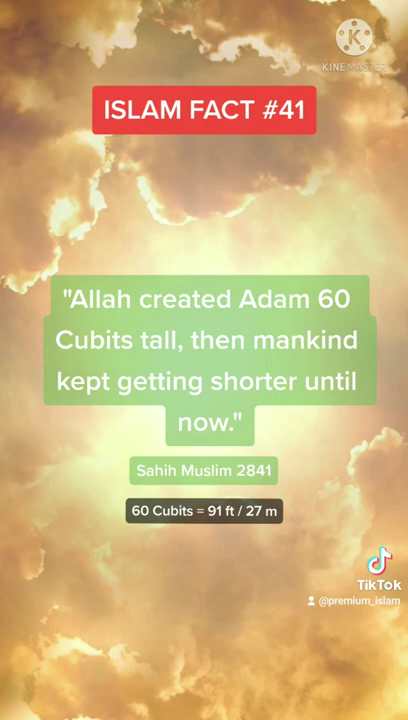 KINEMASTER
ISLAM FACT #41
"Allah created Adam 60
Cubits tall, then mankind
kept getting shorter until
now."
Sahih Muslim 2841
60 Cubits = 91 ft / 27 m
TikTok
@premium_islam